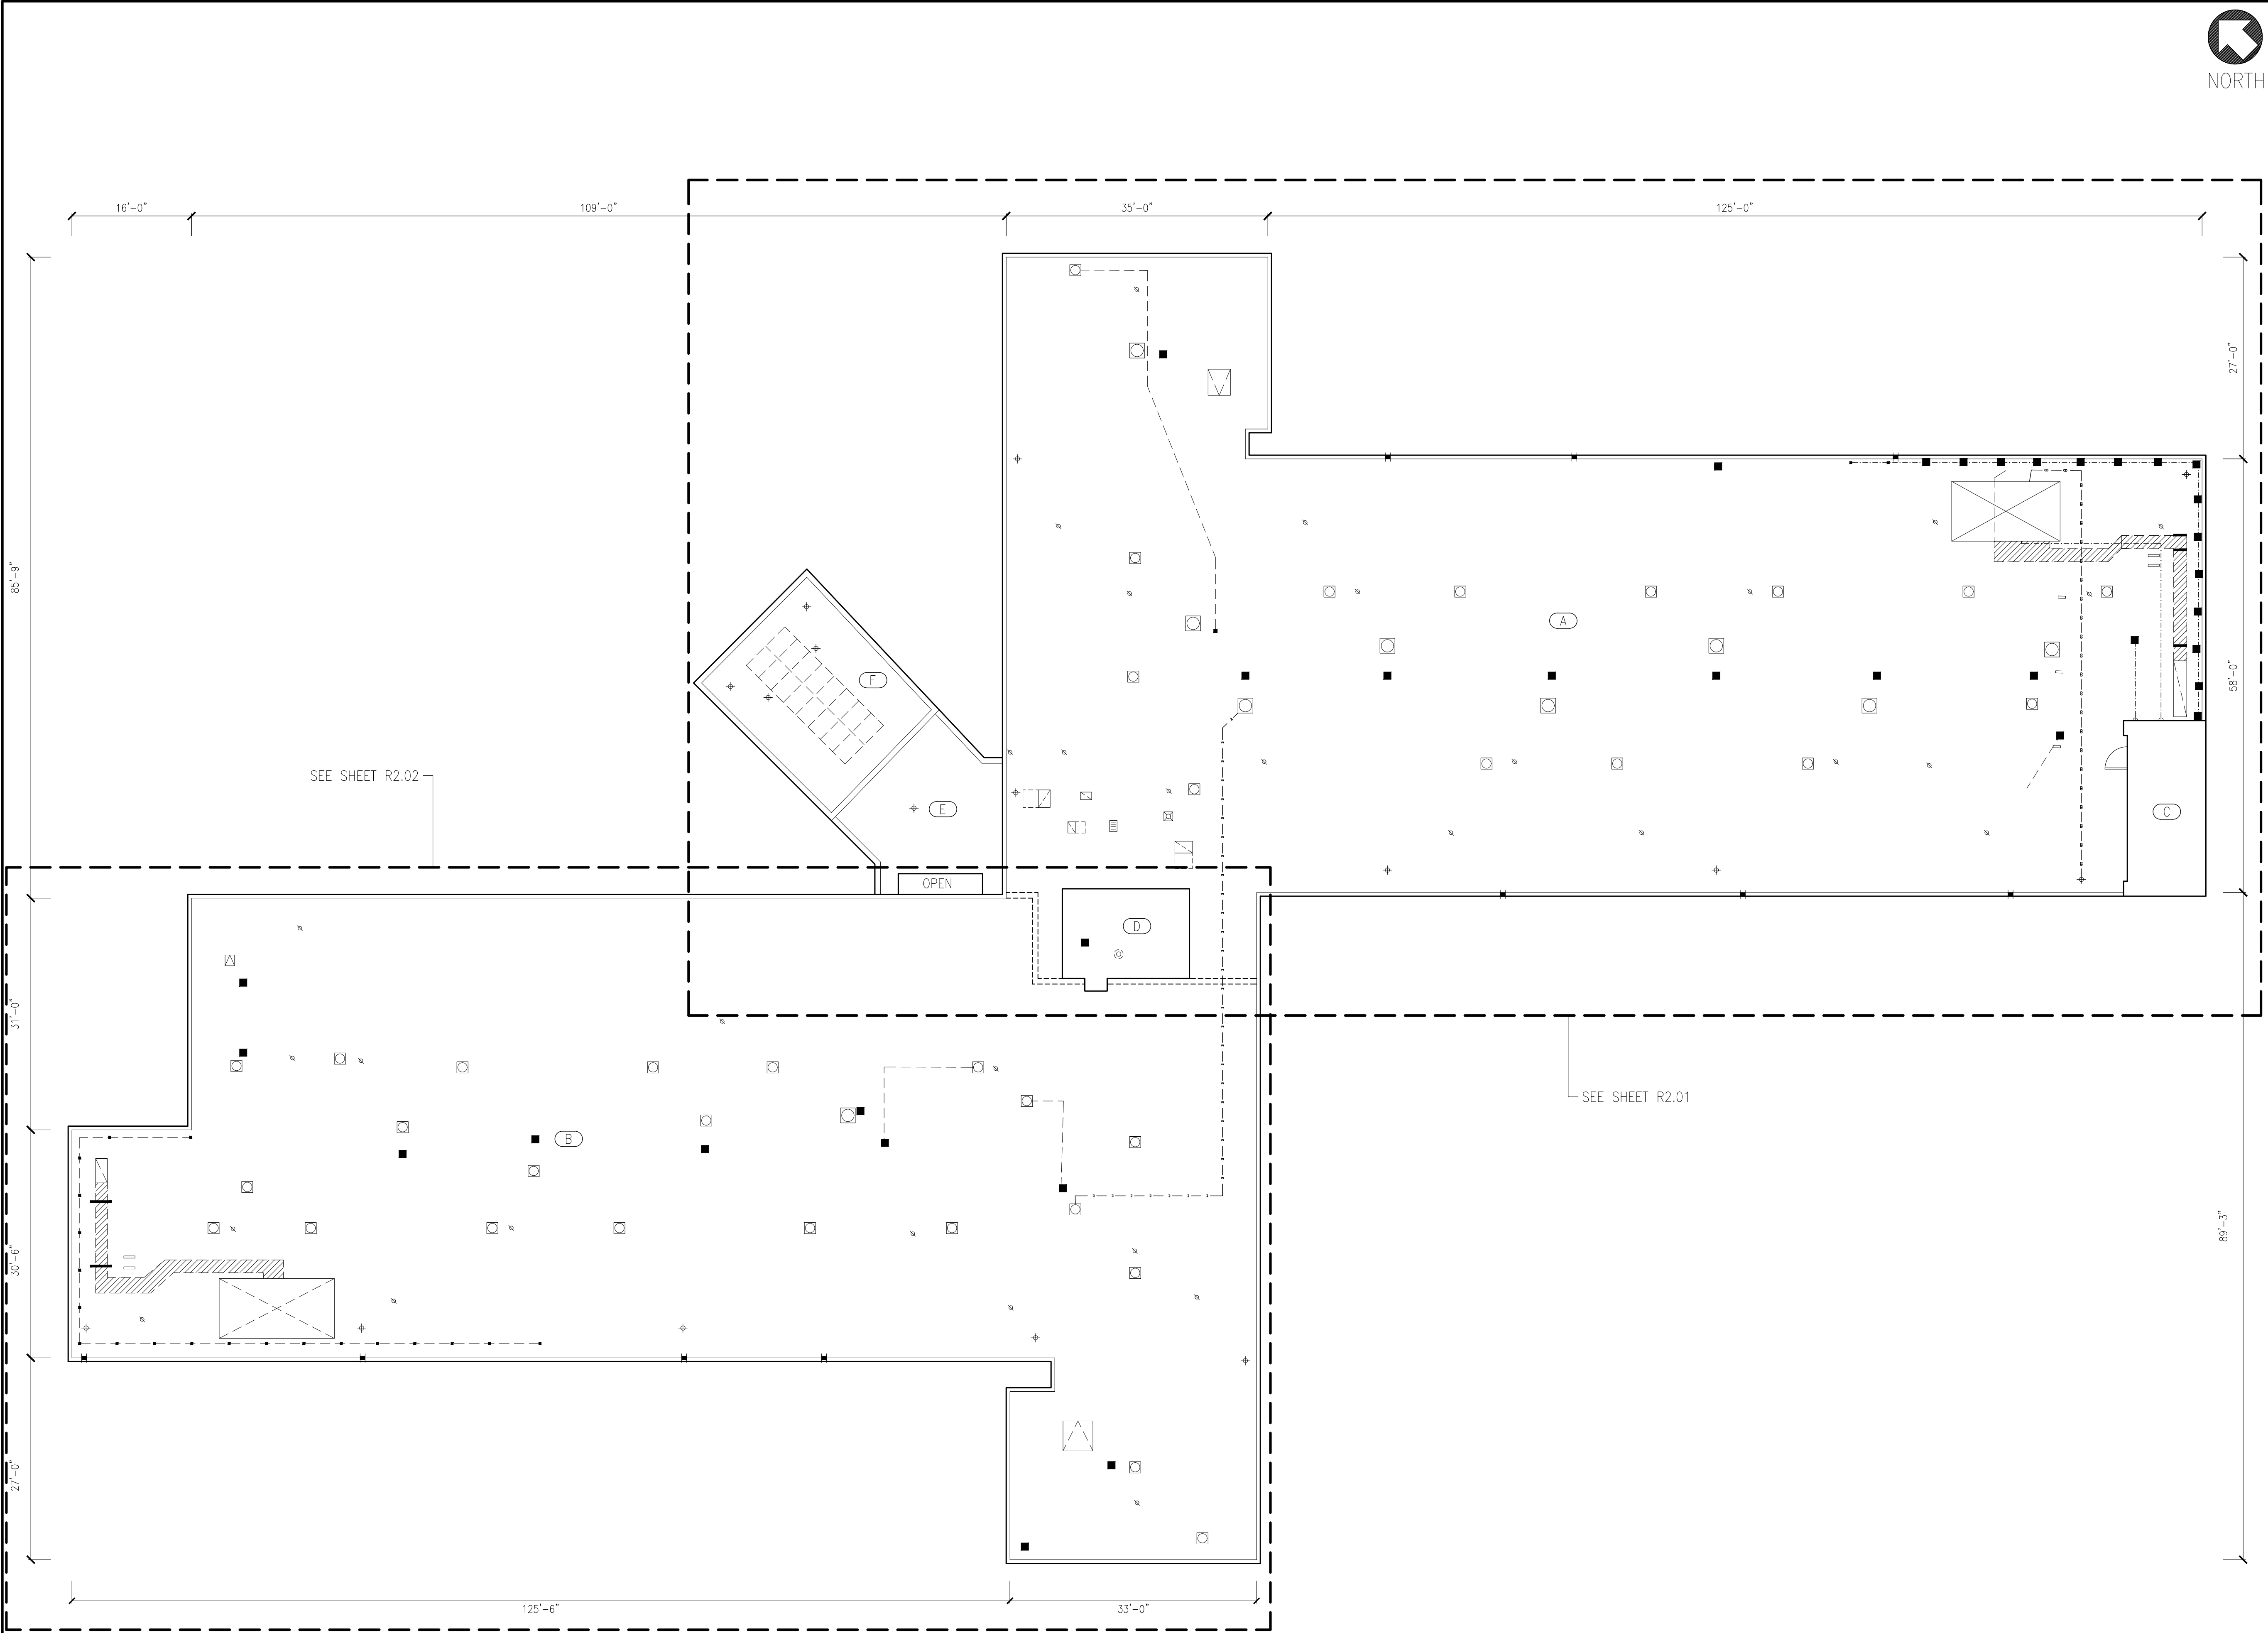 NORTH
16'-0"
109'-0"
35'-0"
125'-0"
85'-9"
27'-0"
A
F
58'-0"
SEE SHEET R2.02
E
C
OPEN
D
31'-0"
SEE SHEET R2.01
B
30'-6"
89'-3"
27'-0"
125'-6"
33'-0"